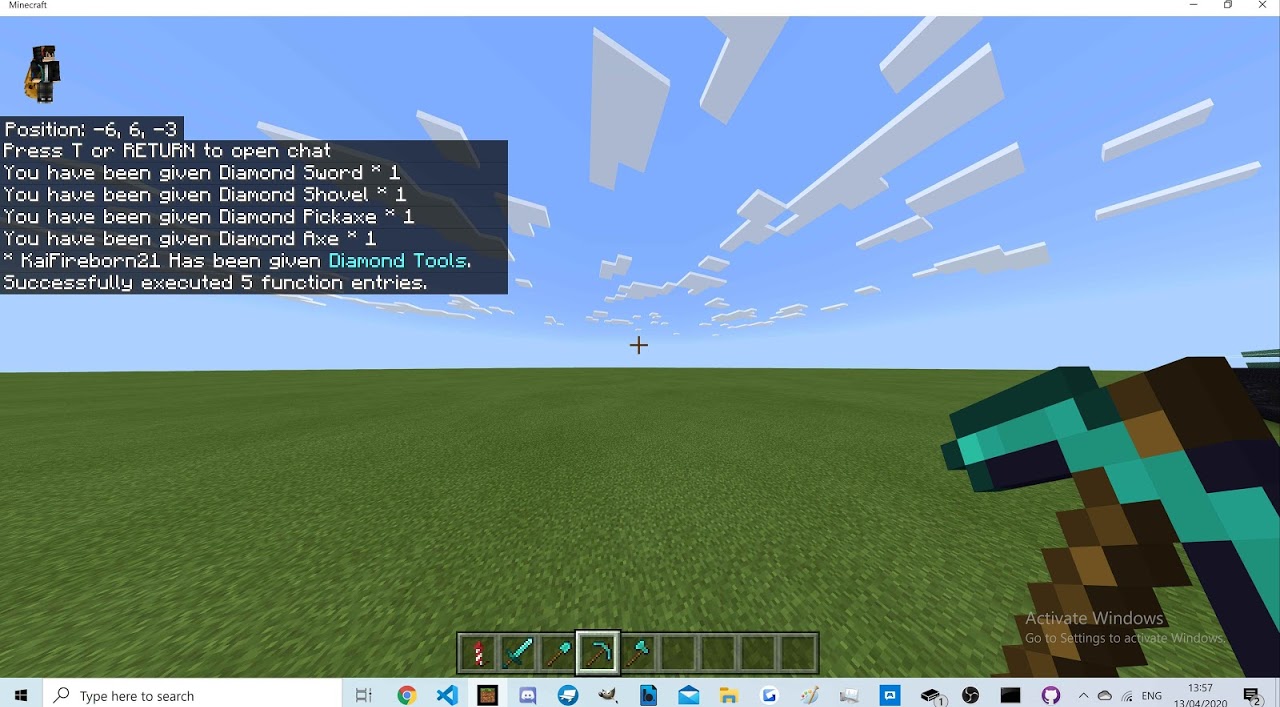 Minecraft
Position: -6, 6, -3
Press T or RETURN to open chat
You have been given Diamond Sword * 1
You have been given Diamond Shovel * 1
You have been given Diamond Pickaxe * 1
You have been given Diamond Axe * 1
* KaiFireborn21 Has been given Diamond Tools.
Successfully executed 5 function entries.
Activate Windows
Go to Settings to activate Windows.
Type here to search
1
ENG
13:57
13/04/2020
2